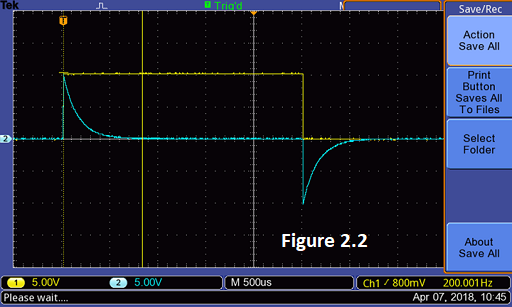 Tek
Trig'd
M
Save/Rec
T
Action
Save All
Print
Button
Saves All
To Files
Select
Folder
2
Figure 2.2
About
Save All
1 5.00V 2 5.00V M 500us Ch1 / 800mV 200.001Hz
Please wait.... Apr 07, 2018, 10:45